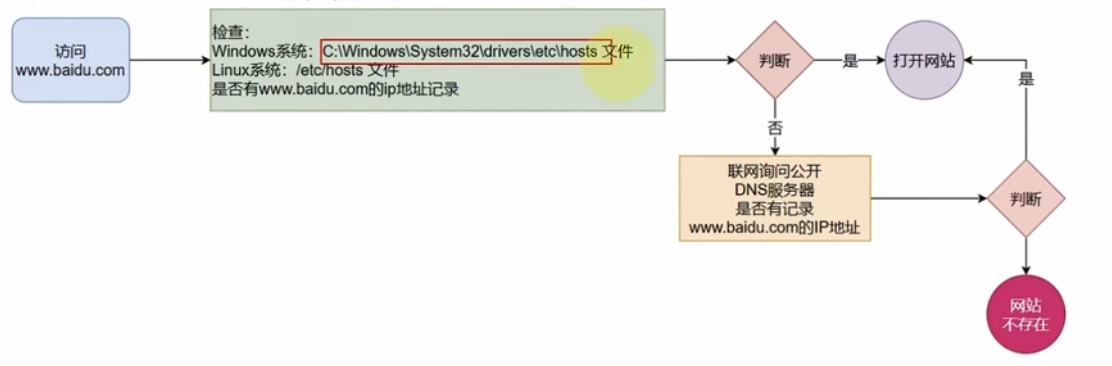 访问
www.baidu.com
检查：
Windows系统：C:\Windows\System32\drivers\etc\hosts 文件
Linux系统：/etc/hosts 文件
是否有www.baidu.com的ip地址记录
判断
是
打开网站
是
否
联网询问公开
DNS服务器
是否有记录
www.baidu.com的IP地址
判断
网站
不存在